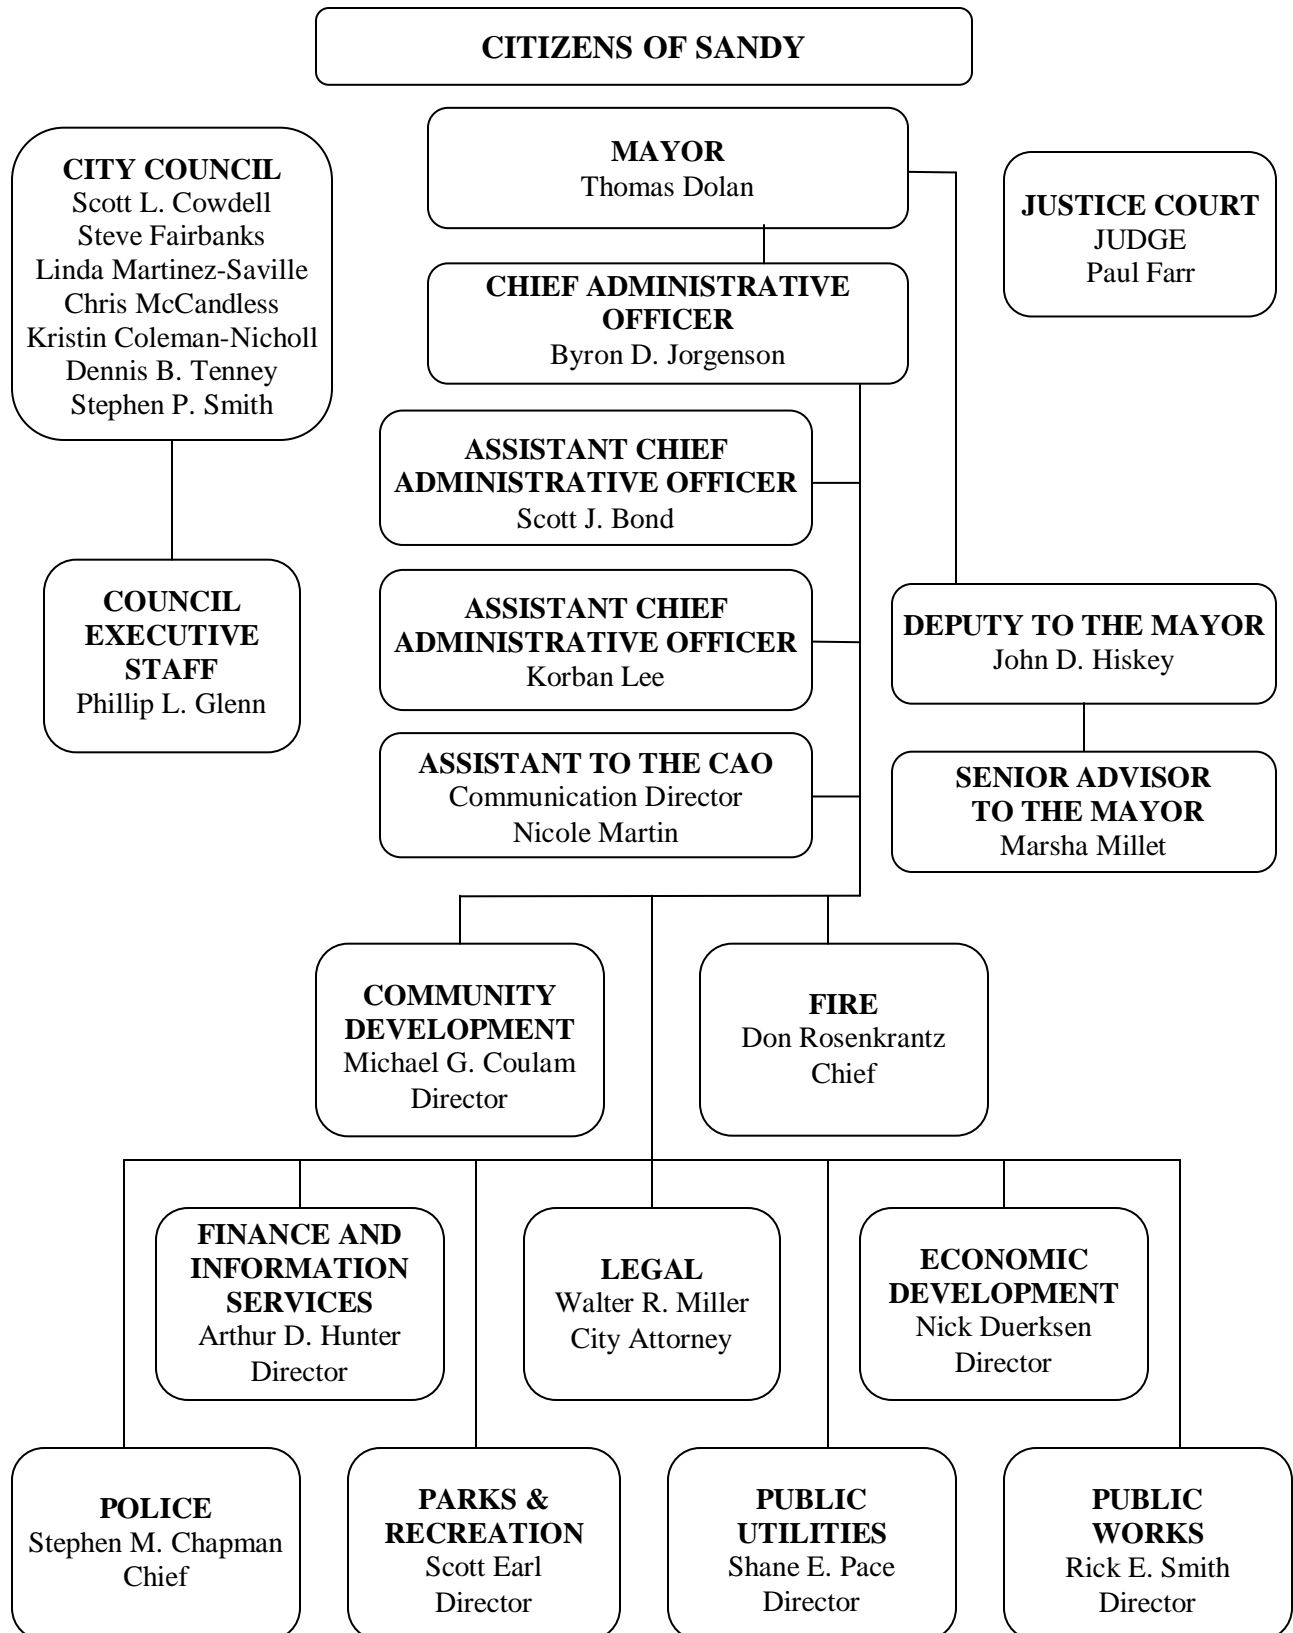 CITIZENS OF SANDY
CITY COUNCIL
Scott L. Cowdell
Steve Fairbanks
Linda Martinez-Saville
Chris McCandless
Kristin Coleman-Nicholl
Dennis B. Tenney
Stephen P. Smith
MAYOR
Thomas Dolan
JUSTICE COURT
JUDGE
Paul Farr
CHIEF ADMINISTRATIVE
OFFICER
Byron D. Jorgenson
ASSISTANT CHIEF
ADMINISTRATIVE OFFICER
Scott J. Bond
COUNCIL
EXECUTIVE
STAFF
Phillip L. Glenn
ASSISTANT CHIEF
ADMINISTRATIVE OFFICER
Korban Lee
DEPUTY TO THE MAYOR
John D. Hiskey
ASSISTANT TO THE CAO
Communication Director
Nicole Martin
SENIOR ADVISOR
TO THE MAYOR
Marsha Millet
COMMUNITY
DEVELOPMENT
Michael G. Coulam
Director
FIRE
Don Rosenkrantz
Chief
FINANCE AND
INFORMATION
SERVICES
Arthur D. Hunter
Director
LEGAL
Walter R. Miller
City Attorney
ECONOMIC
DEVELOPMENT
Nick Duerksen
Director
POLICE
Stephen M. Chapman
Chief
PARKS &
RECREATION
Scott Earl
Director
PUBLIC
UTILITIES
Shane E. Pace
Director
PUBLIC
WORKS
Rick E. Smith
Director